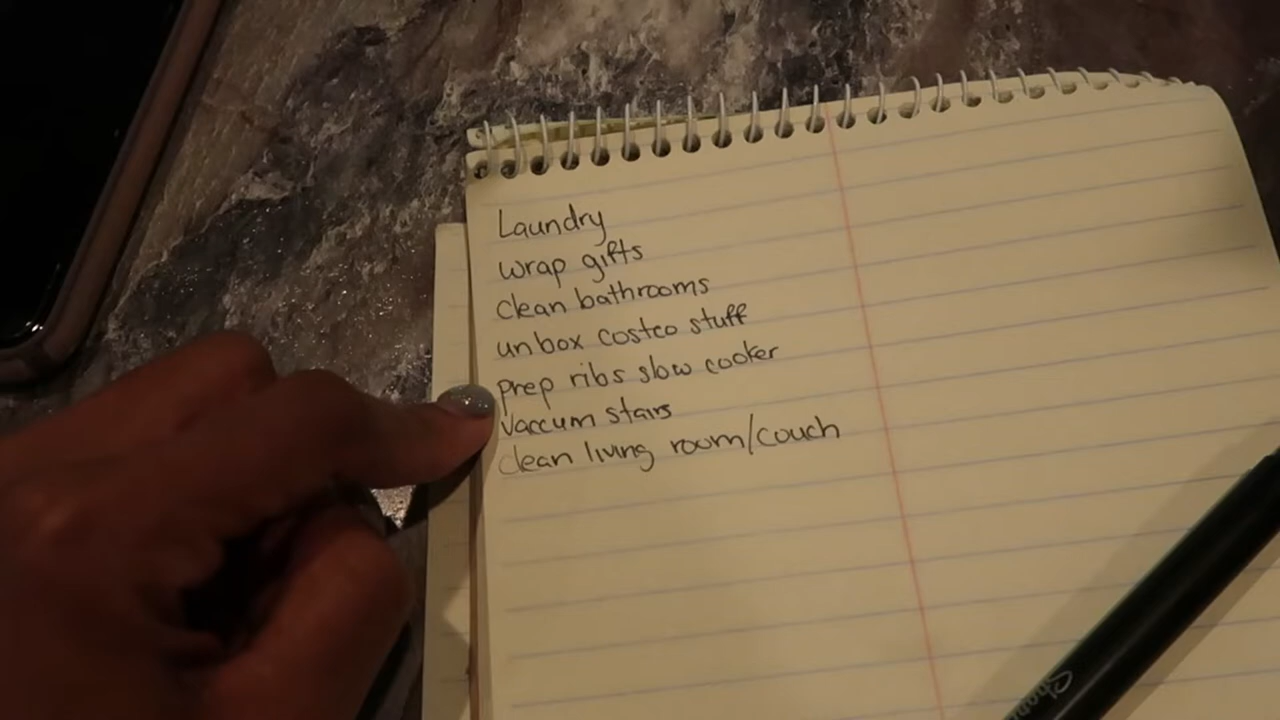 Laundry
wrap gifts
clean bathrooms
unbox costco stuff
prep ribs slow cooker
Vaccum stairs
clean living room/couch